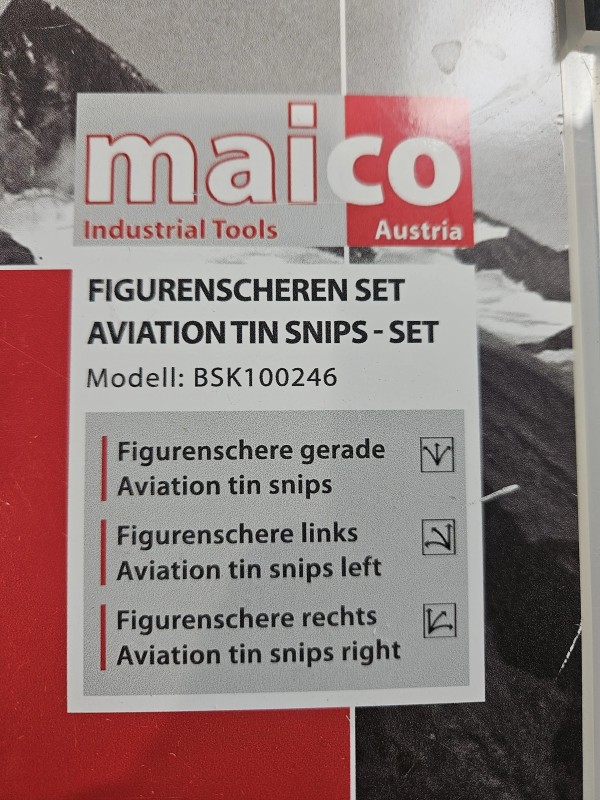 maico
Industrial Tools Austria
FIGURENSCHEREN SET
AVIATION TIN SNIPS - SET
Modell: BSK100246
Figurenschere gerade
Aviation tin snips
Figurenschere links
Aviation tin snips left
Figurenschere rechts
Aviation tin snips right